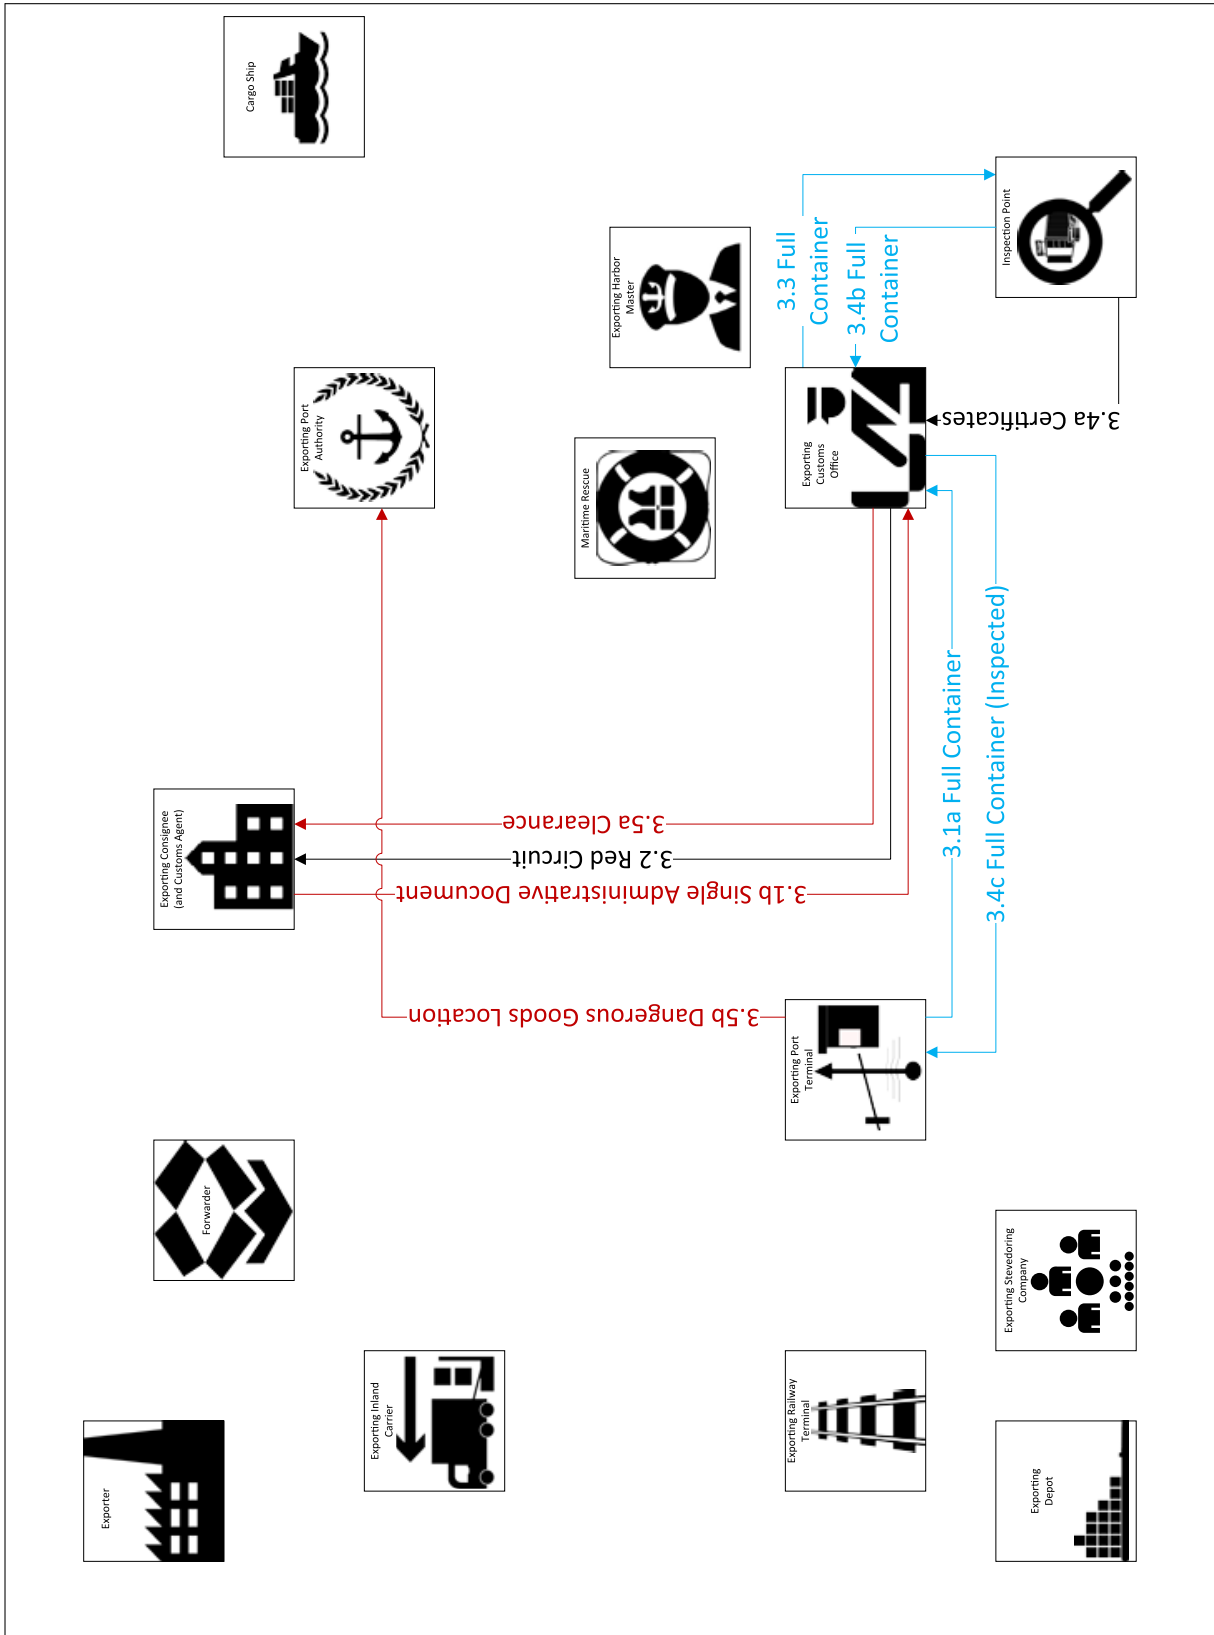 Cargo Ship
Exporting Port
Authority
Exporting Harbor
Master
Maritime Rescue
Inspection Point
Exporting
Customs
Office
3.3 Full
Container
3.4b Full
Container
3.4a Certificates
Exporting Consignee
(and Customs Agent)
3.5a Clearance
3.2 Red Circuit
3.1b Single Administrative Document
3.1a Full Container
3.4c Full Container (Inspected)
3.5b Dangerous Goods Location
Exporting Port
Terminal
Forwarder
Exporting Stevedoring
Company
Exporter
Exporting Inland
Carrier
Exporting Railway
Terminal
Exporting
Depot